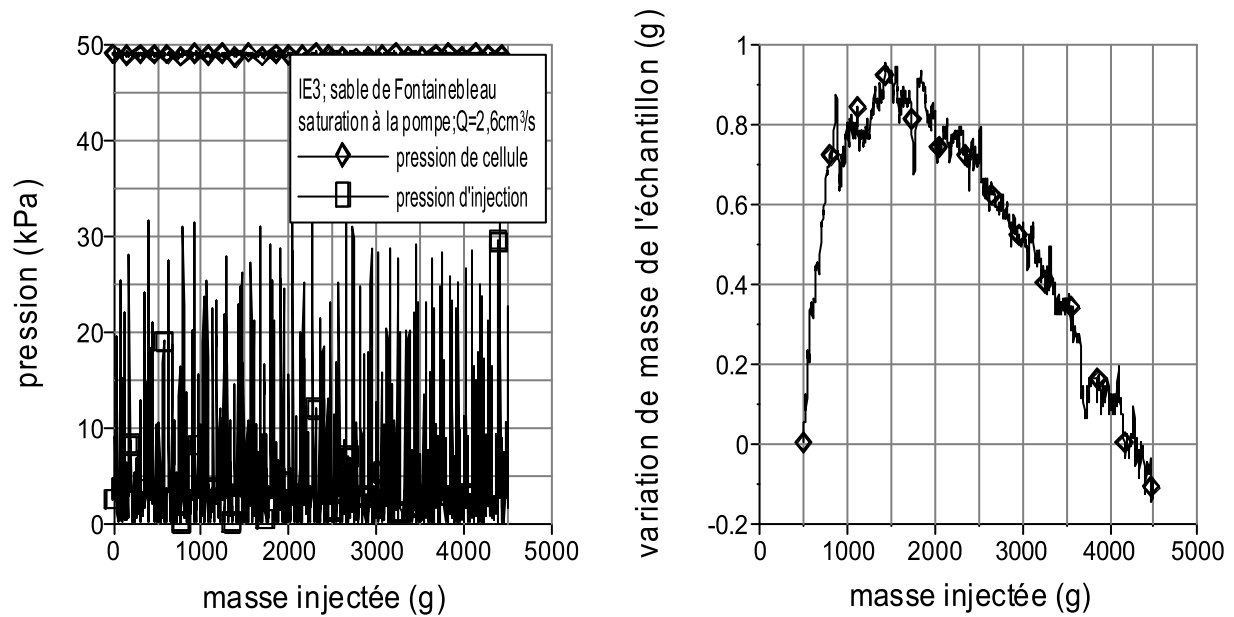 50
40
30
20
10
0
pression (kPa)
IE3; sable de Fontainebleau
saturation à la pompe;Q=2,6cm³/s
pression de cellule
pression d'injection
0 1000 2000 3000 4000 5000
masse injectée (g)
variation de masse de l'échantillon (g)
1
0.8
0.6
0.4
0.2
0
-0.2
0 1000 2000 3000 4000 5000
masse injectée (g)